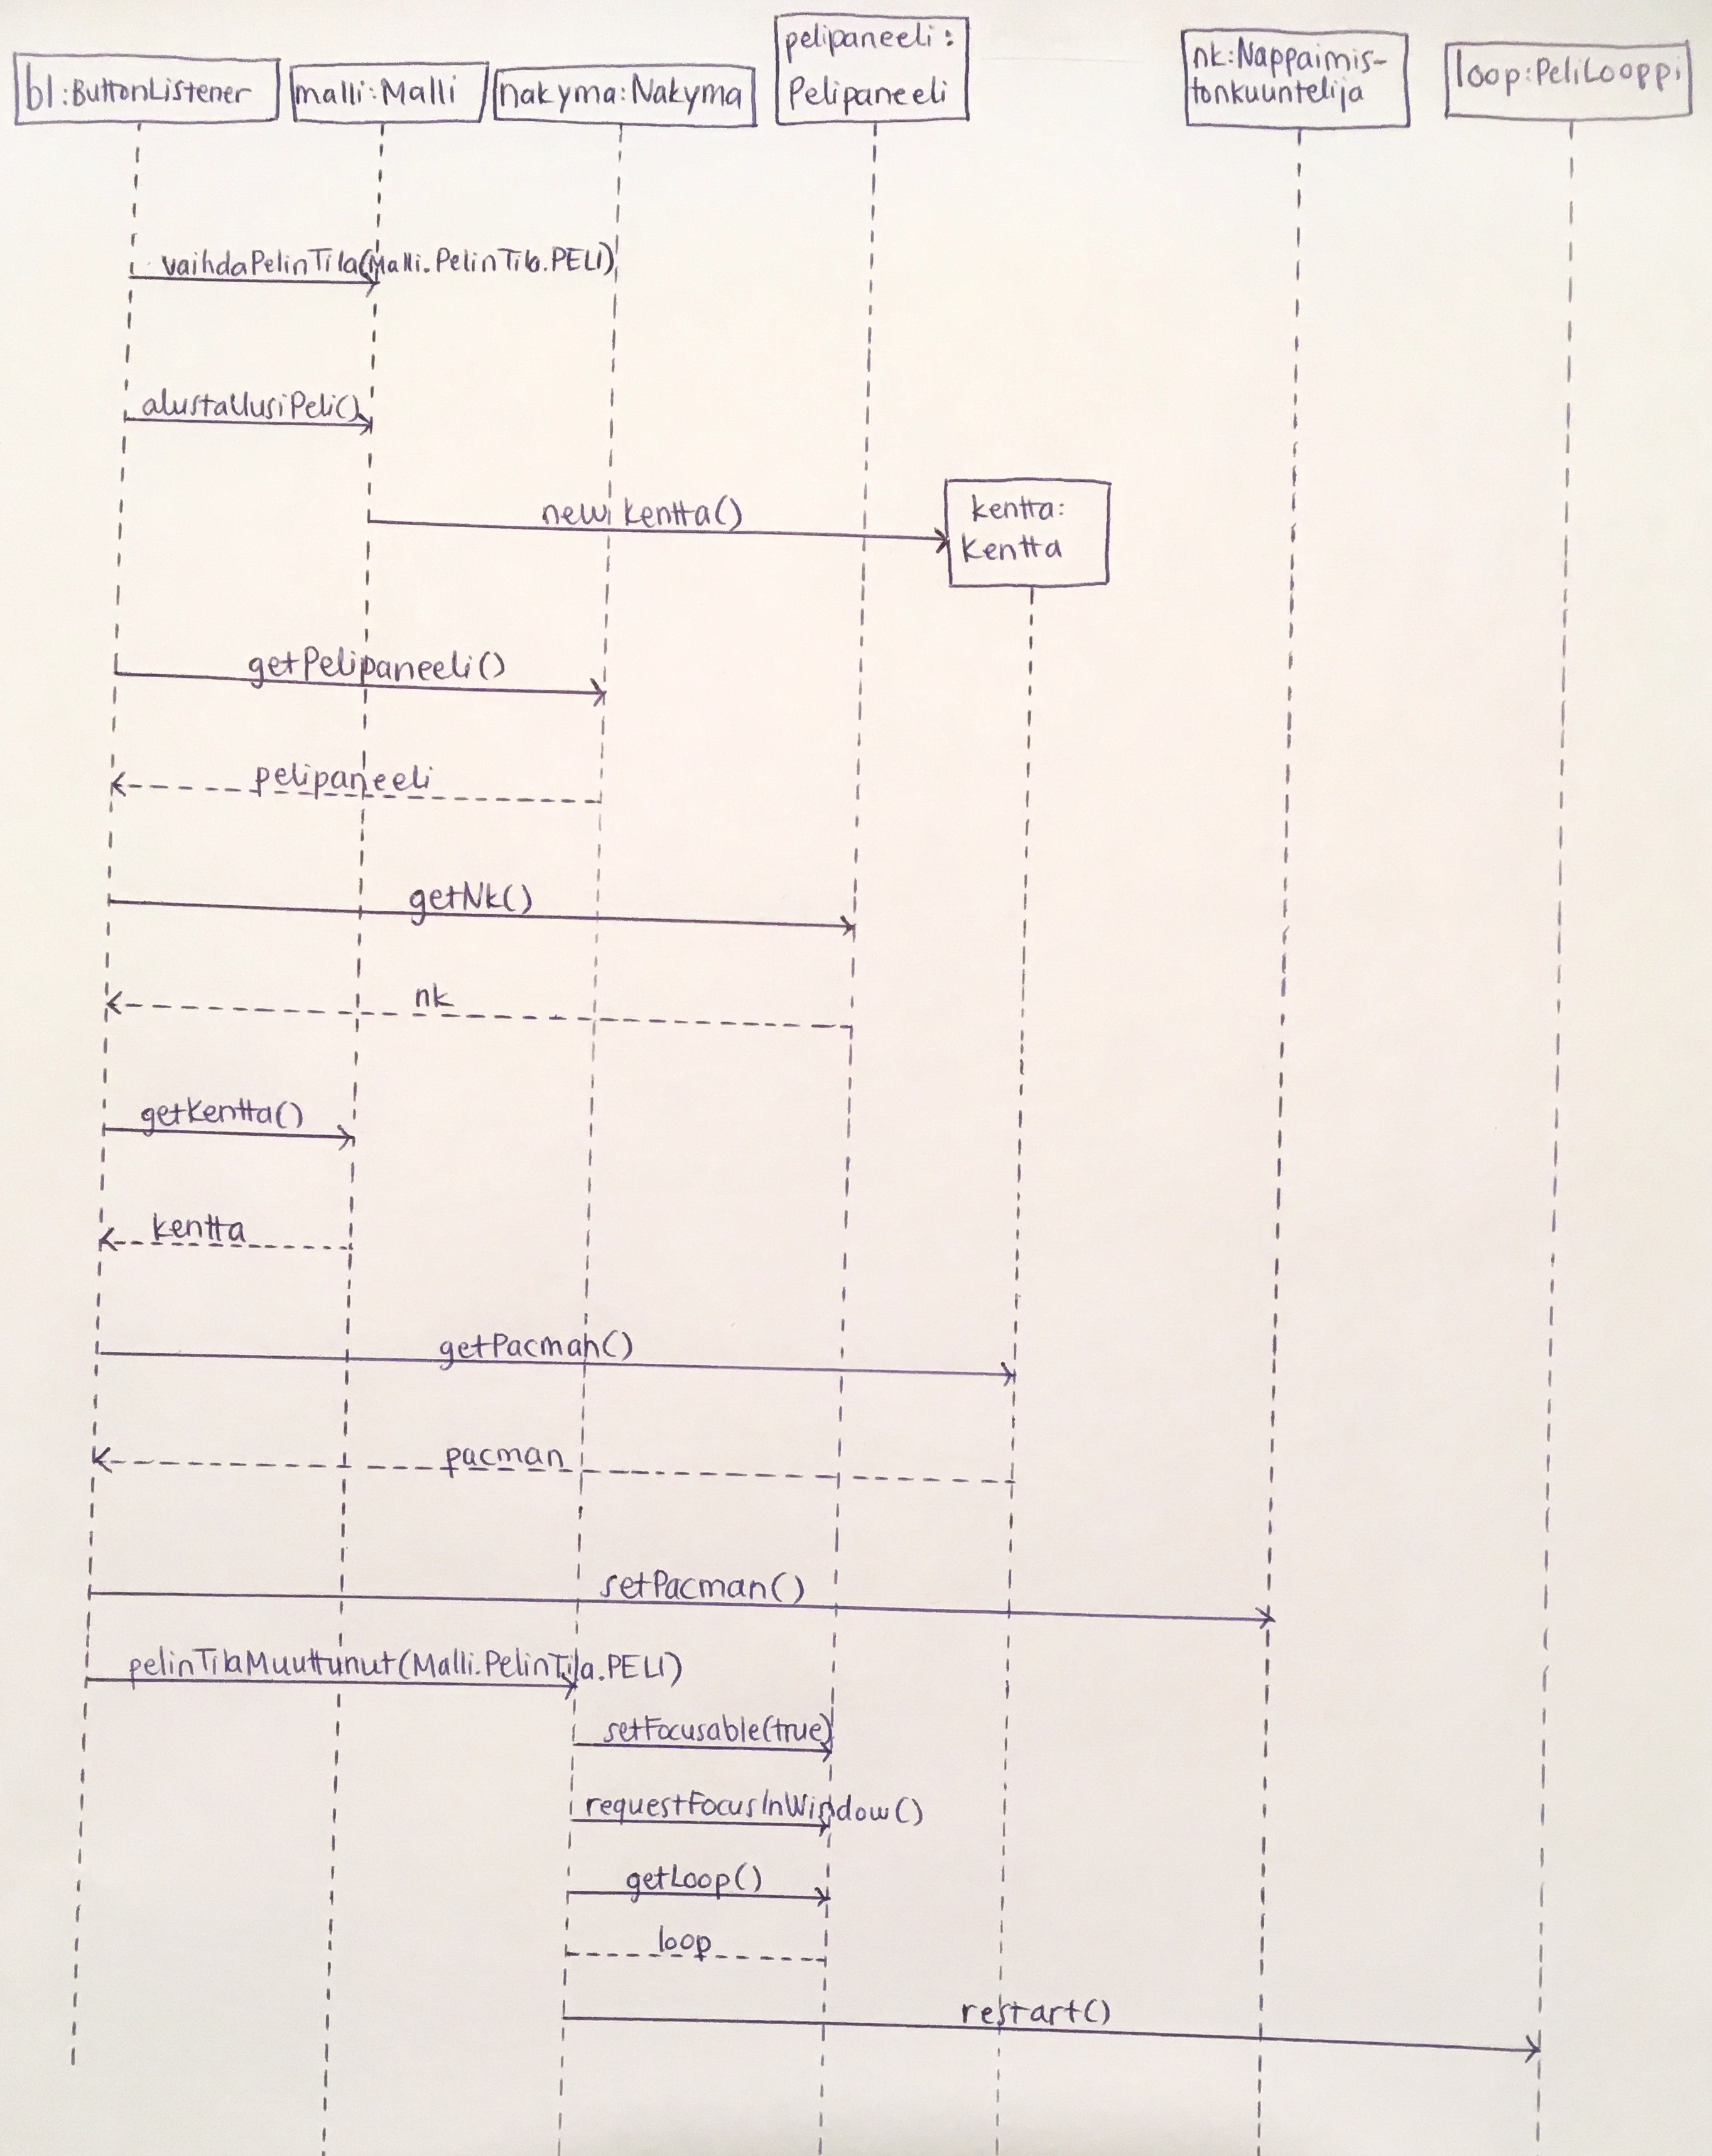 bl:ButtonListener
malli:Malli
nakyma:Nakyma
pelipaneeli:
Pelipaneeli
nk:Nappaimis-
tonkuuntelija
loop:PeliLooppi
vaihdaPelinTila(Malli.PelinTila.PELI)
alustaUusiPeli()
new Kentta()
kentta:
Kentta
getPelipaneeli()
pelipaneeli
getNk()
nk
getKentta()
kentta
getPacman()
pacman
setPacman()
pelinTilaMuuttunut(Malli.PelinTila.PELI)
setFocusable(true)
requestFocusInWindow()
getLoop()
loop
restart()